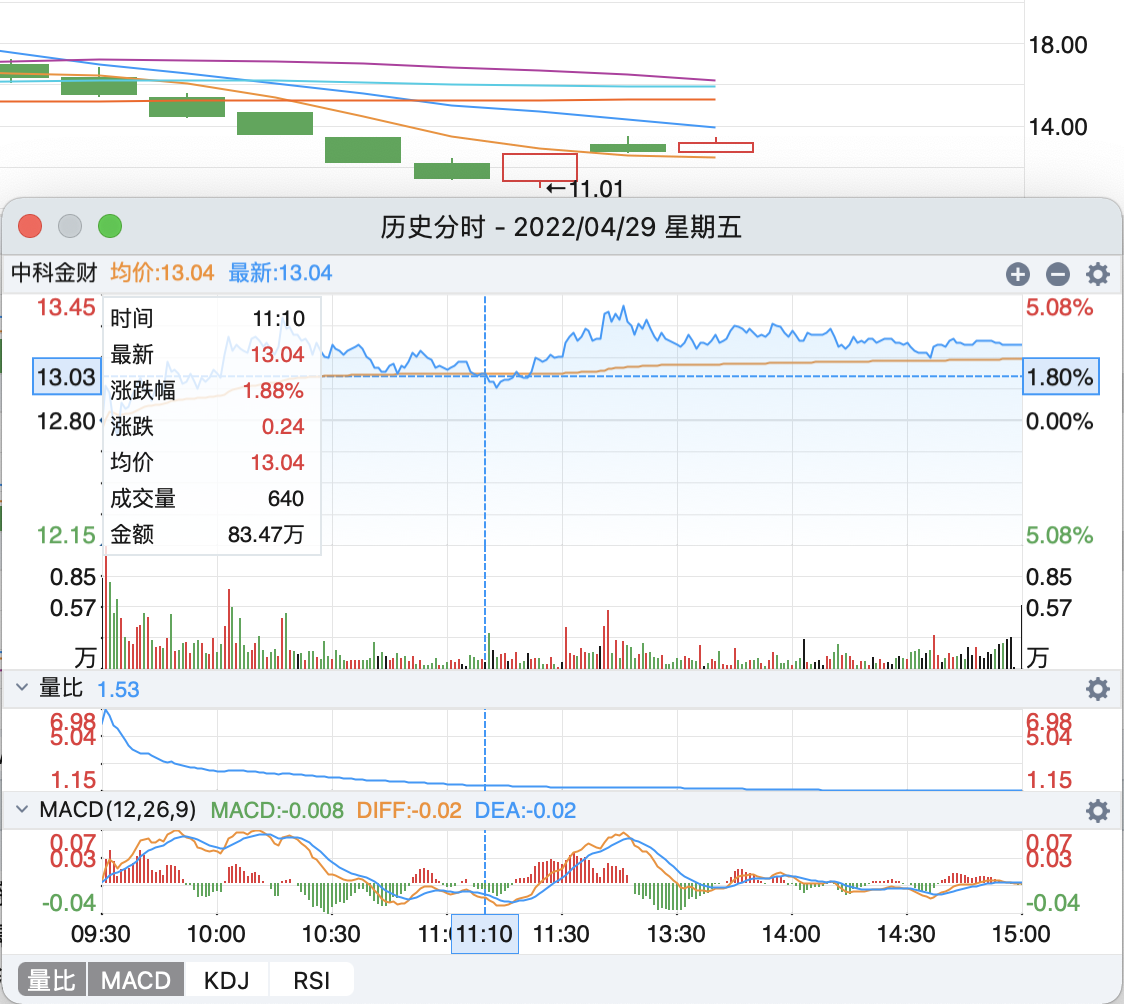 18.00
14.00
←11.01
历史分时 - 2022/04/29 星期五
中科金财 均价:13.04 最新:13.04
13.45 5.08%
时间 11:10
最新 13.04
13.03 1.80%
涨跌幅 1.88%
12.80 0.00%
涨跌 0.24
均价 13.04
成交量 640
12.15 金额 83.47万 5.08%
0.85 0.85
0.57 0.57
万 万
量比 1.53
6.98 6.98
5.04 5.04
1.15 1.15
MACD(12,26,9) MACD:-0.008 DIFF:-0.02 DEA:-0.02
0.07 0.07
0.03 0.03
-0.04 -0.04
09:30 10:00 10:30 11:10 11:30 13:30 14:00 14:30 15:00
量比 MACD KDJ RSI